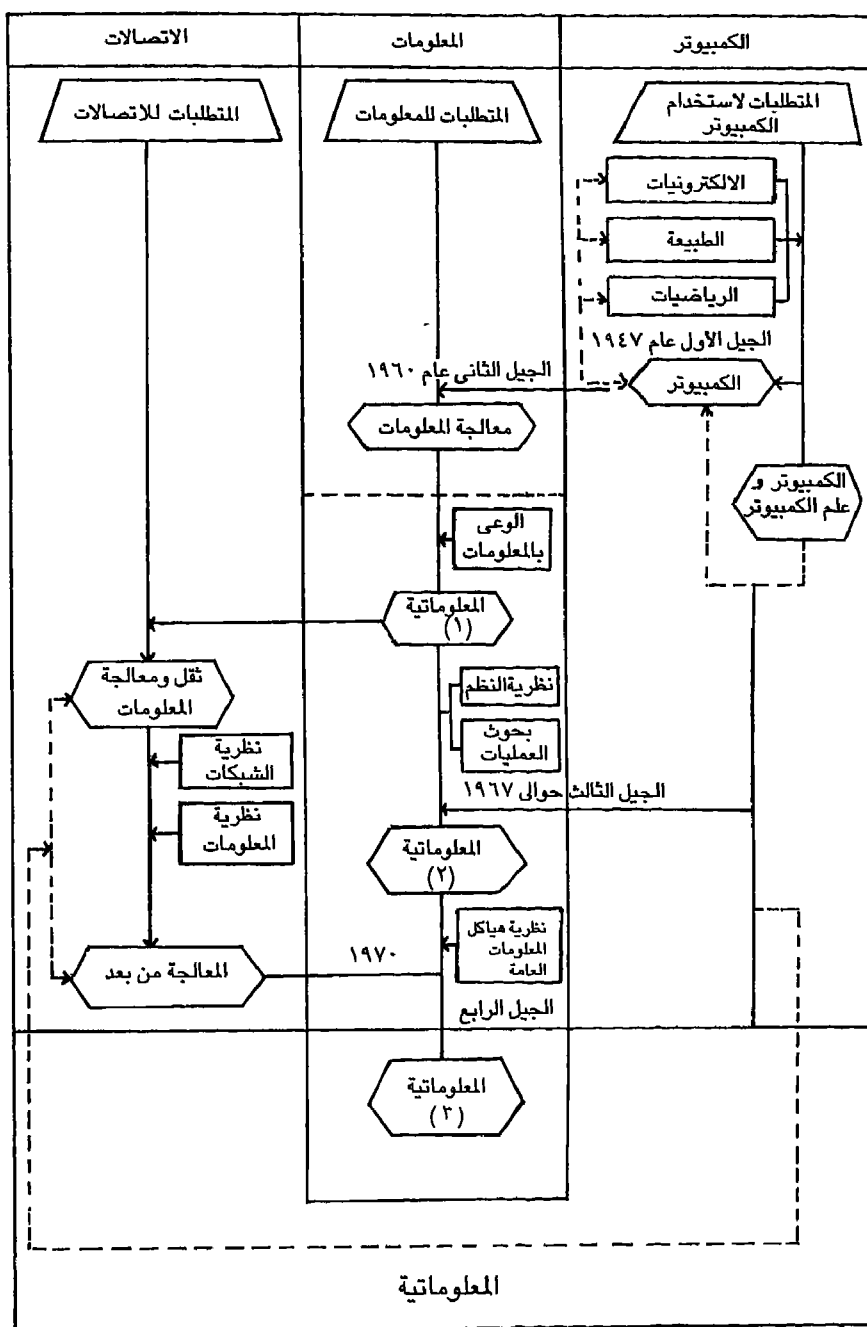 الكمبيوتر
المعلومات
الاتصالات
المتطلبات لاستخدام
الكمبيوتر
المتطلبات للمعلومات
المتطلبات للاتصالات
الالكترونيات
الطبيعة
الرياضيات
الجيل الأول عام ١٩٤٧
الكمبيوتر
الجيل الثانى عام ١٩٦٠
معالجة المعلومات
الكمبيوتر و
علم الكمبيوتر
الوعى
بالمعلومات
المعلوماتية
(١)
ثقل ومعالجة
المعلومات
نظرية النظم
بحوث
العمليات
نظرية
الشبكات
الجيل الثالث حوالى ١٩٦٧
نظرية
المعلومات
المعلوماتية
(٢)
نظرية هياكل
المعلومات
العامة
المعالجة من بعد
١٩٧٠
الجيل الرابع
المعلوماتية
(٣)
المعلوماتية